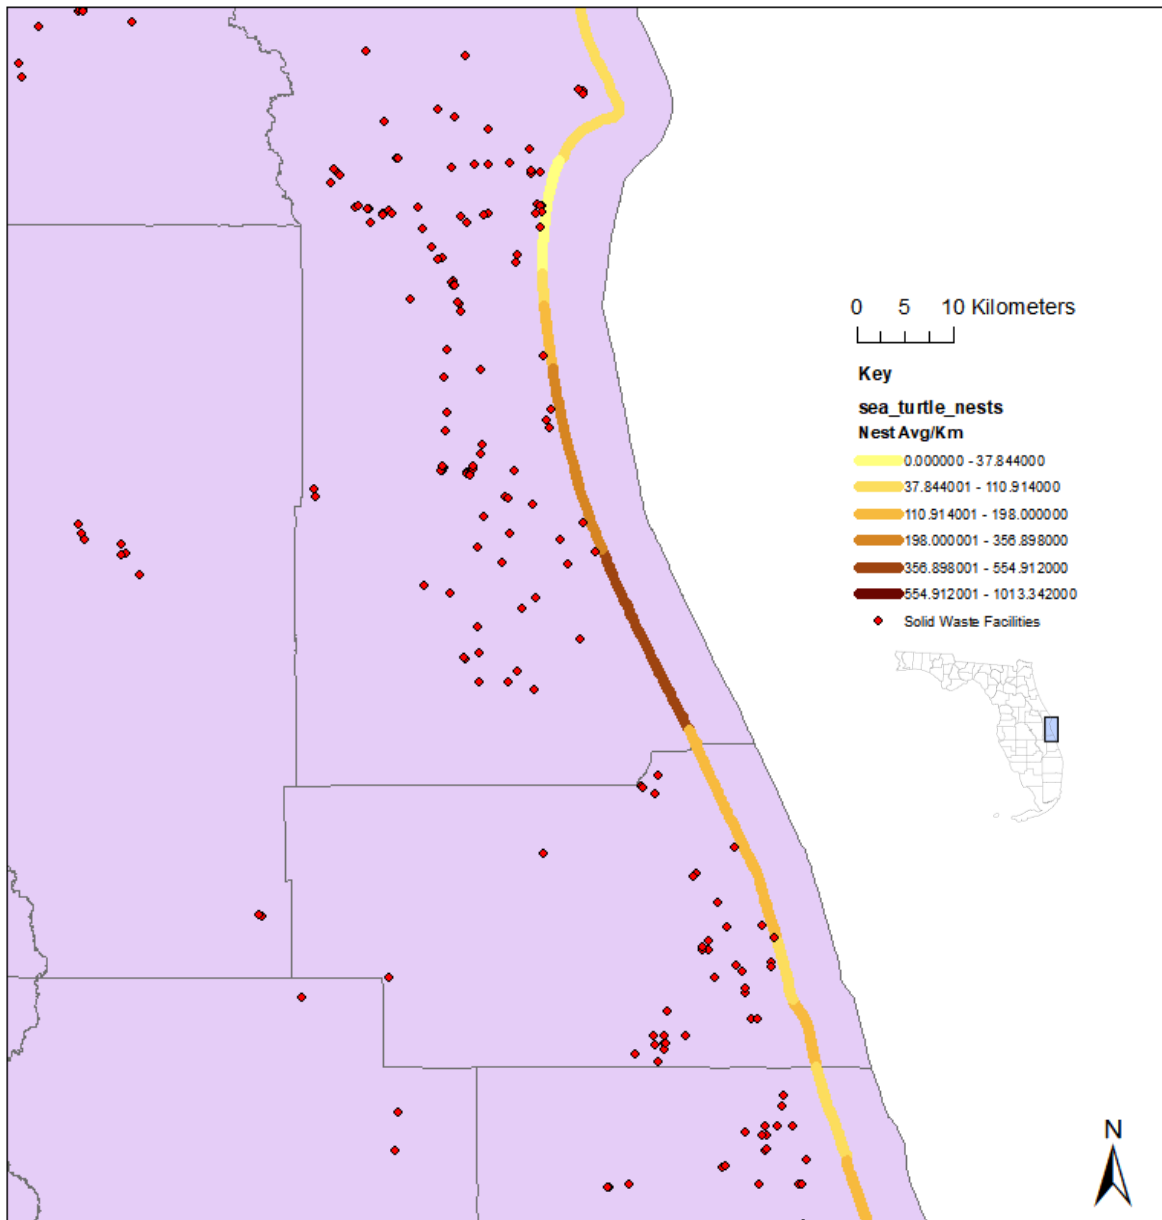 0 5 10 Kilometers
Key
sea_turtle_nests
Nest Avg/Km
0.000000 - 37.844000
37.844001 - 110.914000
110.914001 - 198.000000
198.000001 - 356.898000
356.898001 - 554.912000
554.912001 - 1013.342000
Solid Waste Facilities
N